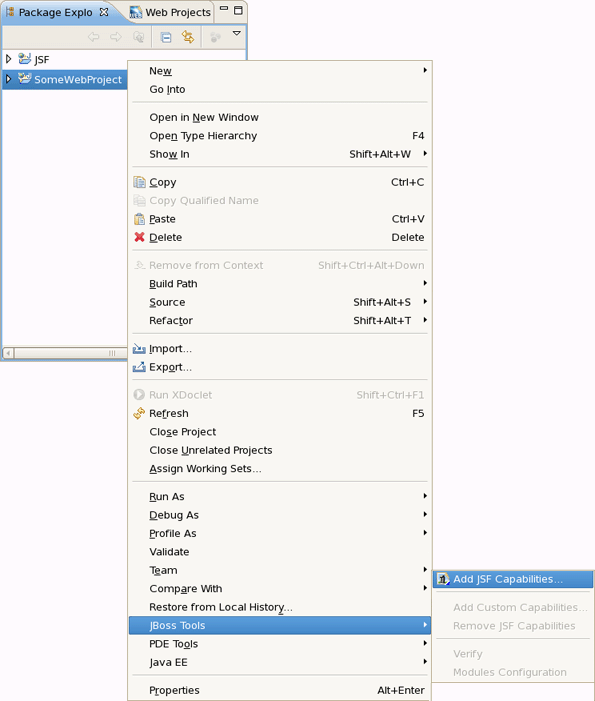 Package Explo Web Projects
JSF
SomeWebProject
New
Go Into
Open in New Window
Open Type Hierarchy F4
Show In Shift+Alt+W
Copy Ctrl+C
Copy Qualified Name
Paste Ctrl+V
Delete Delete
Remove from Context Shift+Ctrl+Alt+Down
Build Path
Source Shift+Alt+S
Refactor Shift+Alt+T
Import...
Export...
Run XDoclet Shift+Ctrl+F1
Refresh F5
Close Project
Close Unrelated Projects
Assign Working Sets...
Run As
Debug As
Profile As
Validate
Team
Compare With
Restore from Local History...
JBoss Tools
PDE Tools
Java EE
Properties Alt+Enter
Add JSF Capabilities...
Add Custom Capabilities...
Remove JSF Capabilities
Verify
Modules Configuration